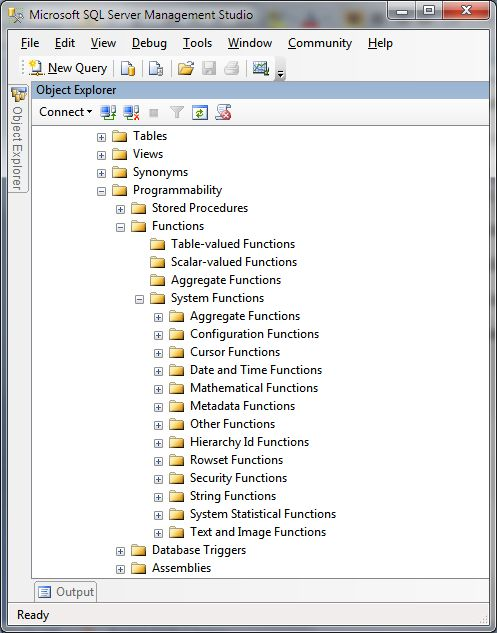 Microsoft SQL Server Management Studio
File Edit View Debug Tools Window Community Help
New Query
Object Explorer
Object Explorer
Connect
Tables
Views
Synonyms
Programmability
Stored Procedures
Functions
Table-valued Functions
Scalar-valued Functions
Aggregate Functions
System Functions
Aggregate Functions
Configuration Functions
Cursor Functions
Date and Time Functions
Mathematical Functions
Metadata Functions
Other Functions
Hierarchy Id Functions
Rowset Functions
Security Functions
String Functions
System Statistical Functions
Text and Image Functions
Database Triggers
Assemblies
Output
Ready